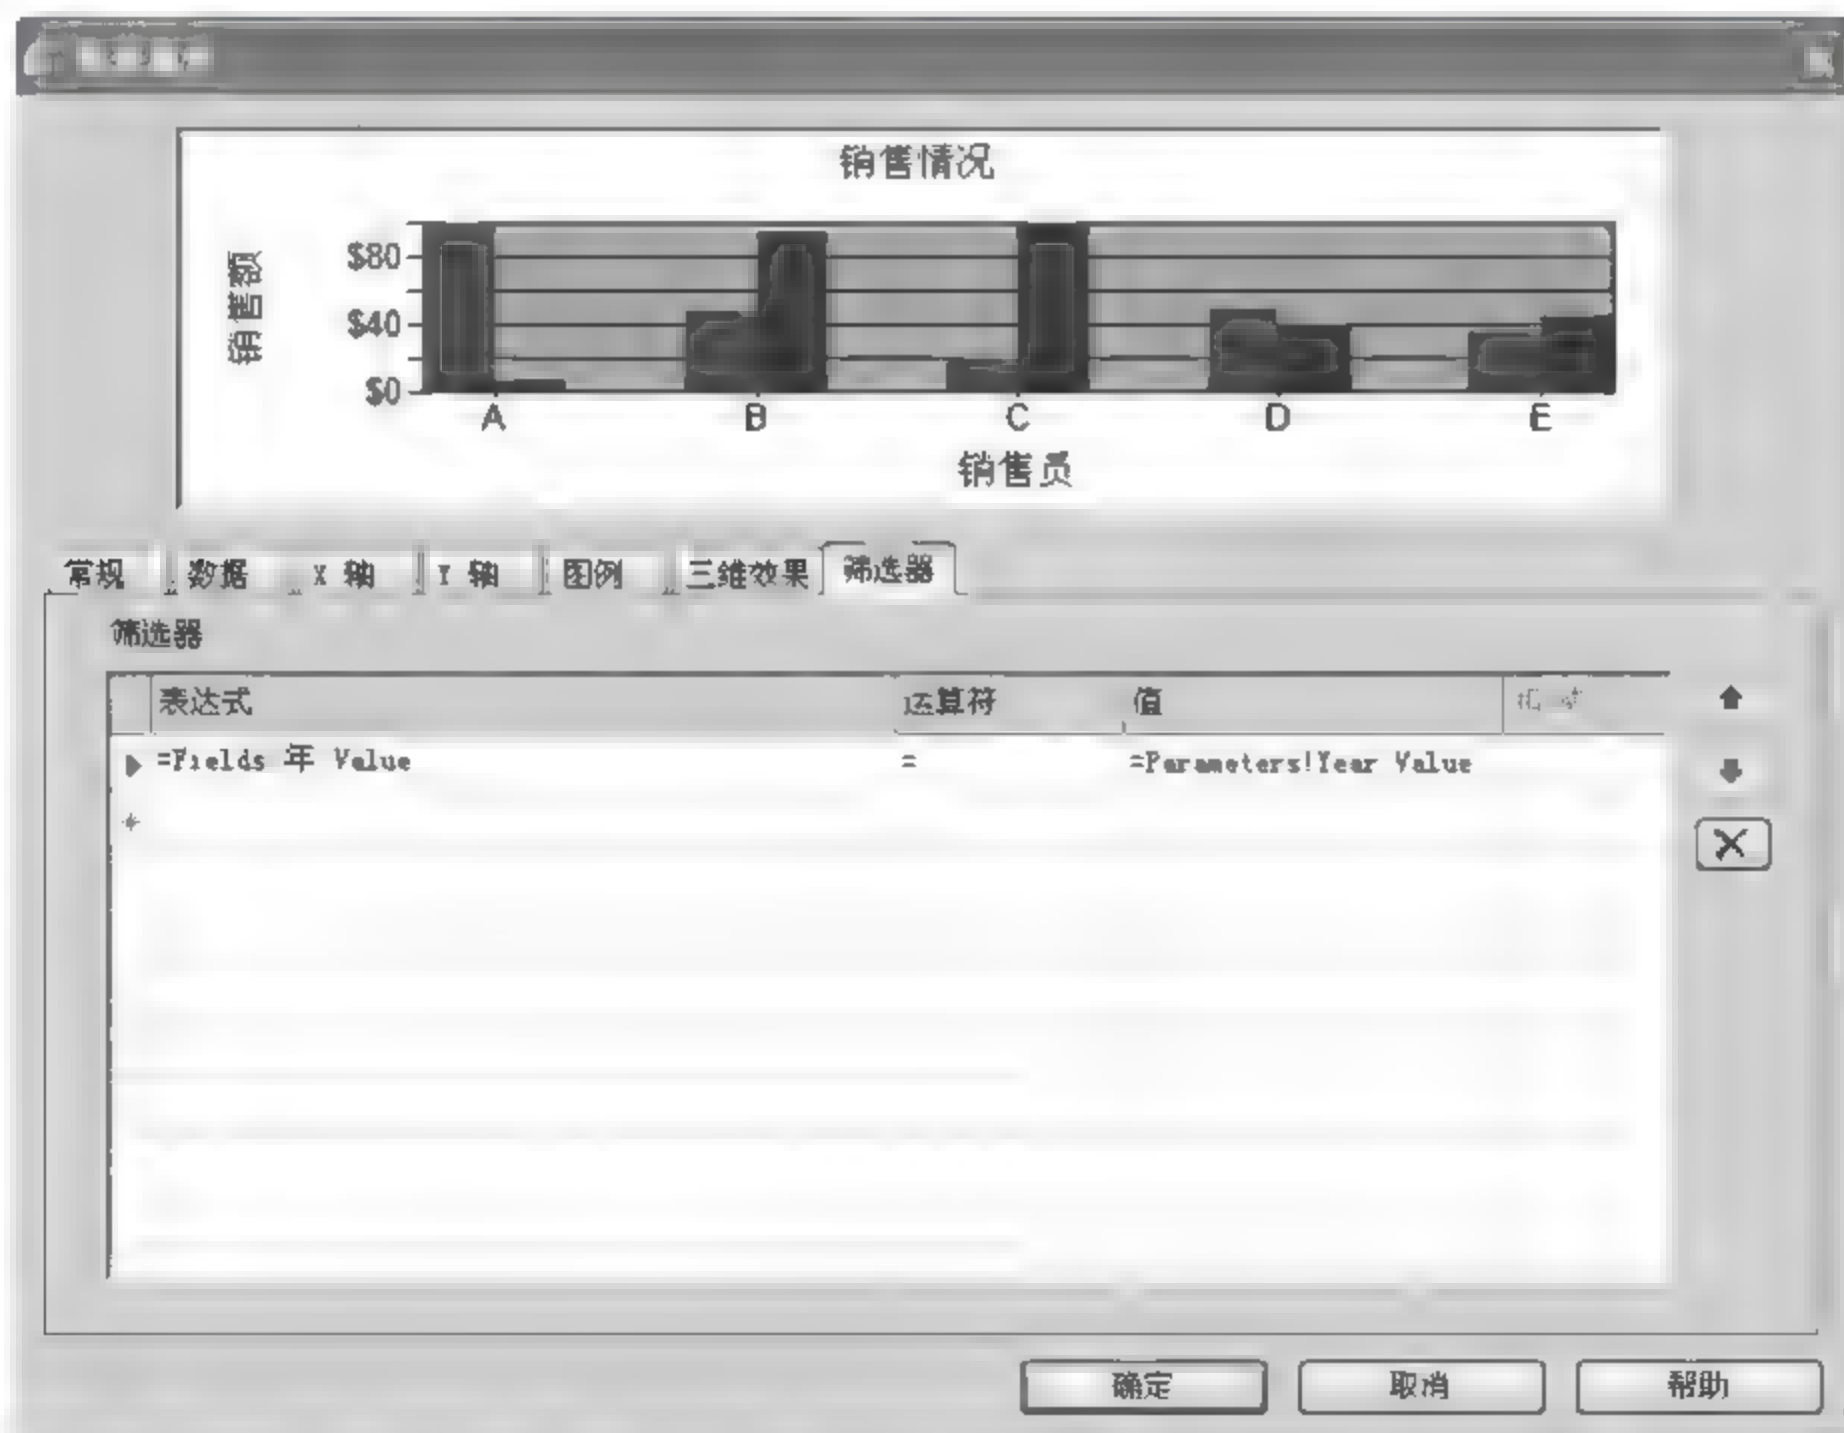 销售情况
销售额
$80
$40
$0
A B C D E
销售员
常规 数据 X 轴 Y 轴 图例 三维效果 筛选器
筛选器
表达式 运算符 值
=Fields 年 Value = =Parameters!Year Value
确定 取消 帮助